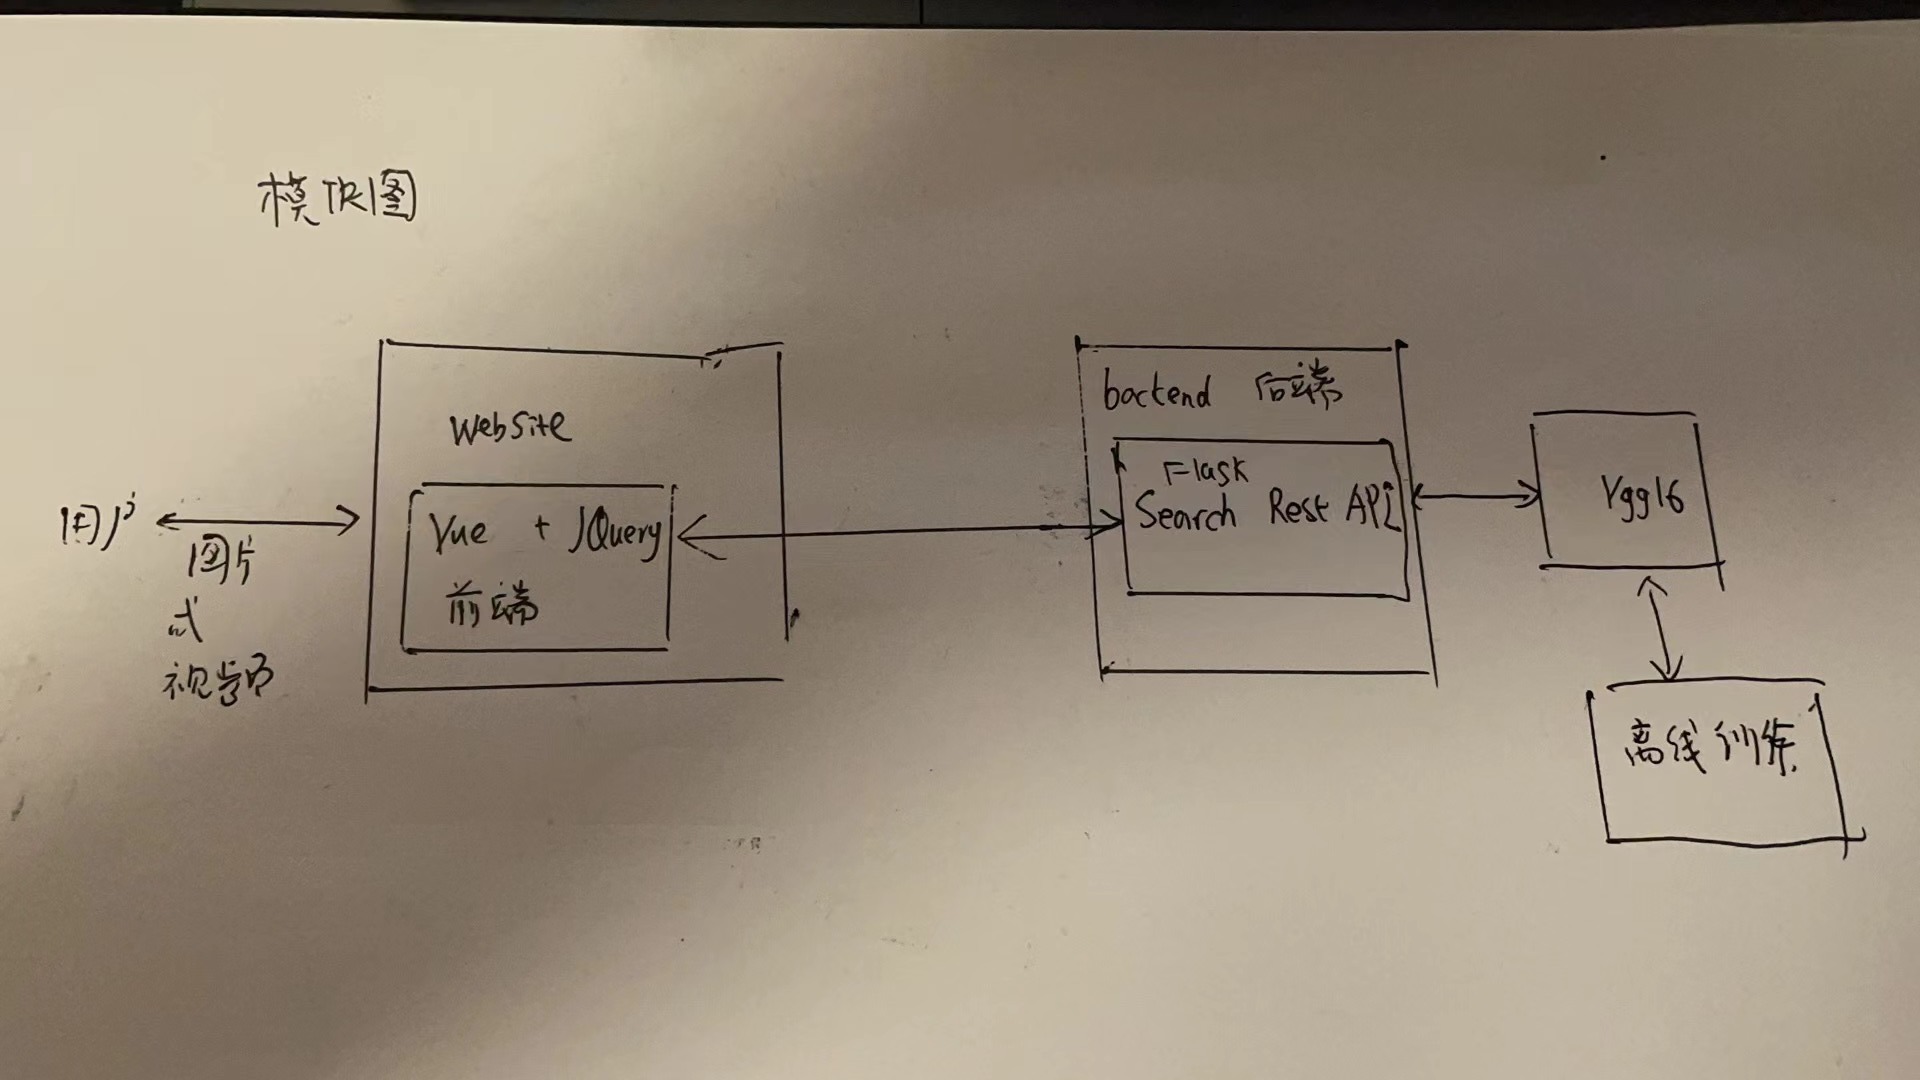 模块图
用户
图片
或
视频
Website
Vue + JQuery
前端
backend 后端
Flask
Search Rest API
Vgg16
离线训练